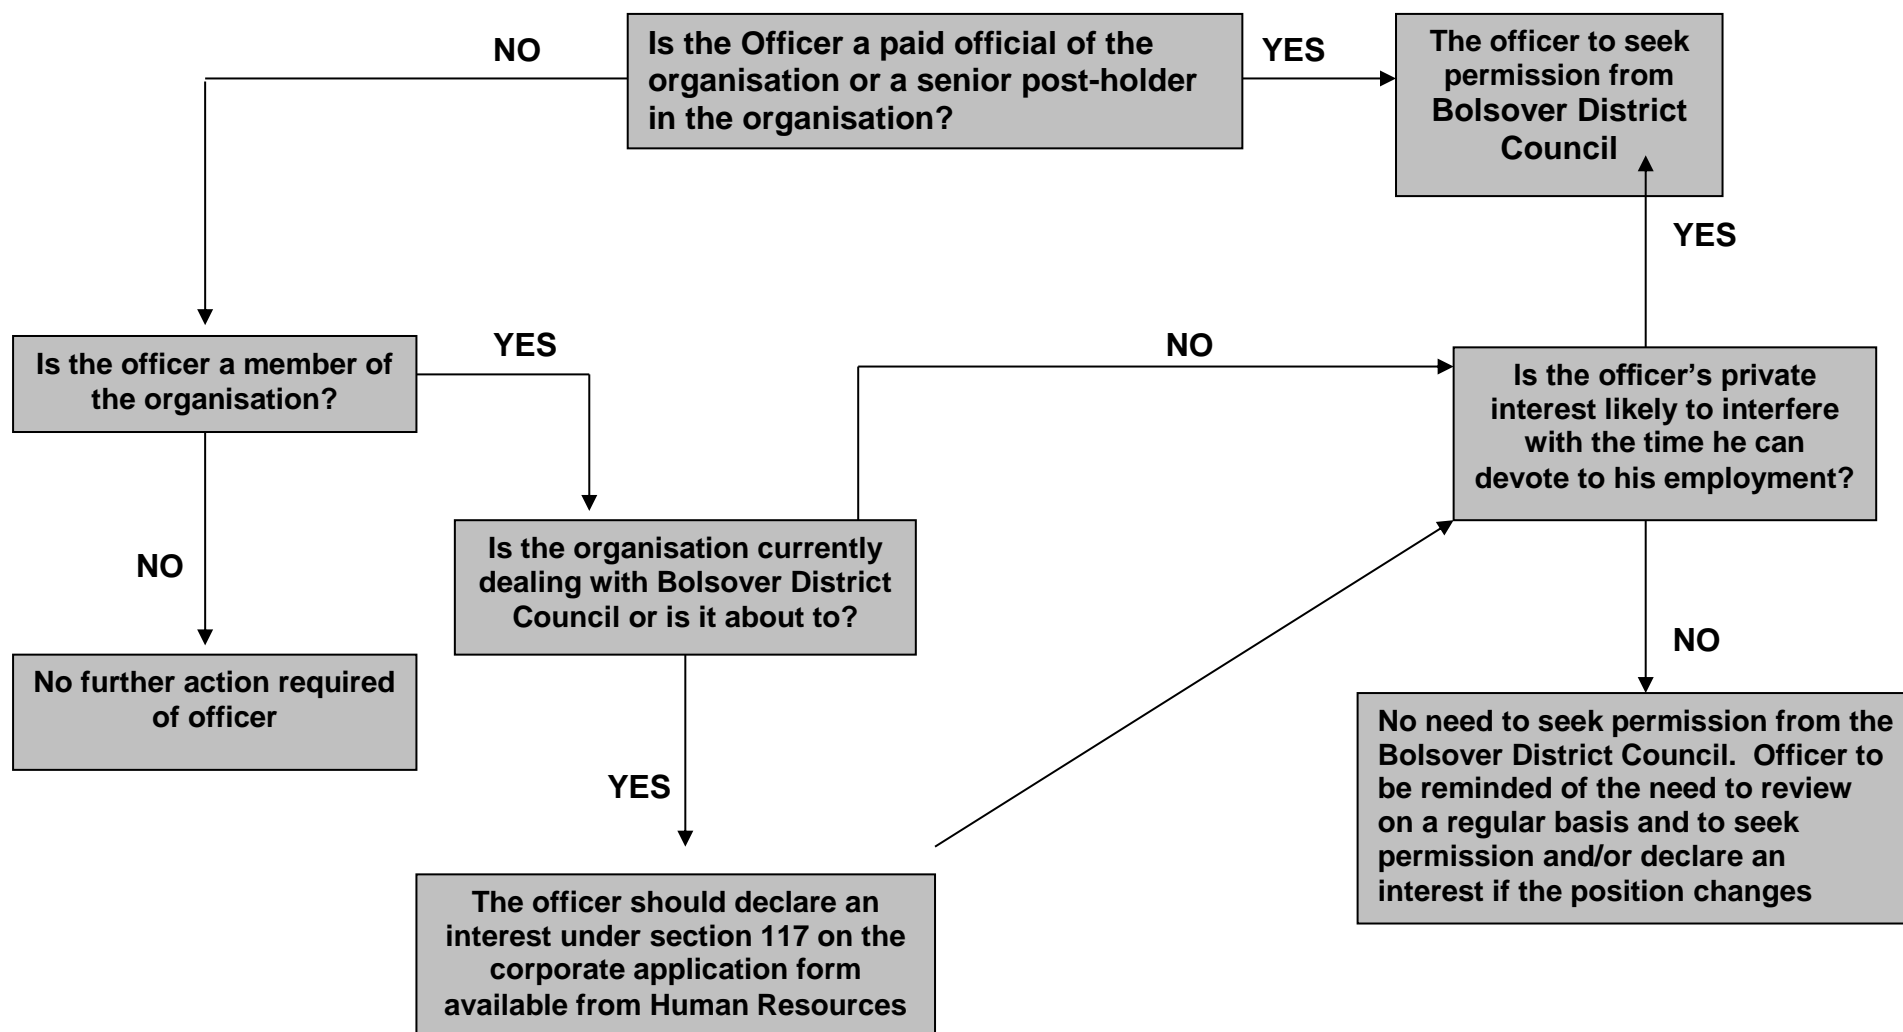 NO
Is the Officer a paid official of the
organisation or a senior post-holder
in the organisation?
YES
The officer to seek
permission from
Bolsover District
Council
YES
Is the officer a member of
the organisation?
YES
NO
Is the officer’s private
interest likely to interfere
with the time he can
devote to his employment?
NO
Is the organisation currently
dealing with Bolsover District
Council or is it about to?
NO
No further action required
of officer
YES
No need to seek permission from the
Bolsover District Council.  Officer to
be reminded of the need to review
on a regular basis and to seek
permission and/or declare an
interest if the position changes
The officer should declare an
interest under section 117 on the
corporate application form
available from Human Resources